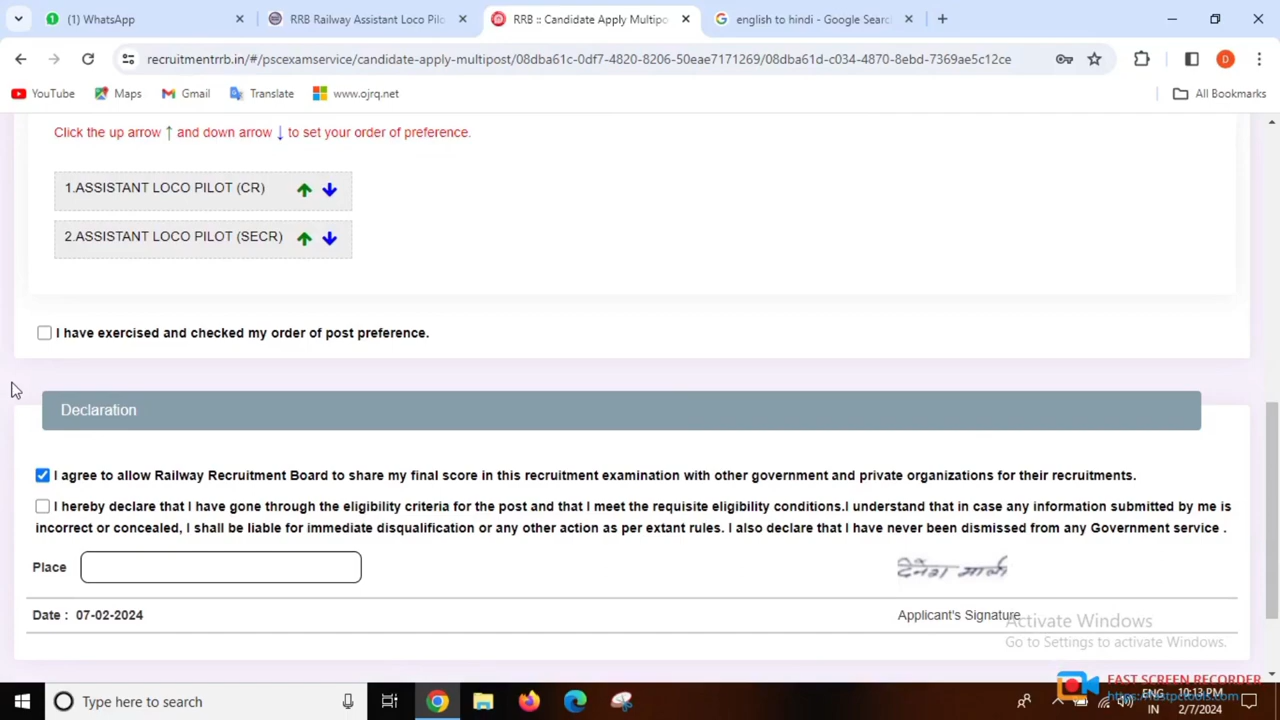 (1) WhatsApp
RRB Railway Assistant Loco Pilo
RRB :: Candidate Apply Multipo
english to hindi - Google Searc
recruitmentrrb.in/#/pscexamservice/candidate-apply-multipost/08dba61c-0df7-4820-8206-50eae7171269/08dba61d-c034-4870-8ebd-7369ae5c12ce
D
YouTube Maps Gmail Translate www.ojrq.net All Bookmarks
Click the up arrow ↑ and down arrow ↓ to set your order of preference.
1.ASSISTANT LOCO PILOT (CR)
2.ASSISTANT LOCO PILOT (SECR)
I have exercised and checked my order of post preference.
Declaration
I agree to allow Railway Recruitment Board to share my final score in this recruitment examination with other government and private organizations for their recruitments.
I hereby declare that I have gone through the eligibility criteria for the post and that I meet the requisite eligibility conditions.I understand that in case any information submitted by me is
incorrect or concealed, I shall be liable for immediate disqualification or any other action as per extant rules. I also declare that I have never been dismissed from any Government service .
Place
Date : 07-02-2024
Applicant's Signature
Activate Windows
Go to Settings to activate Windows.
FAST SCREEN RECORDER
Type here to search
ENG 10:13 PM
IN 2/7/2024